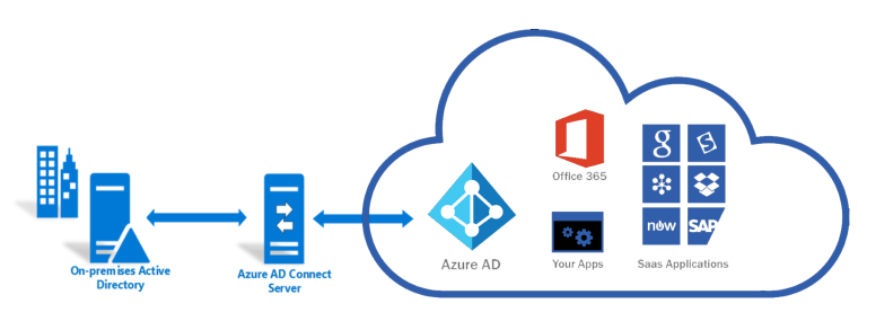 On-premises Active
Directory
Azure AD Connect
Server
Azure AD
Office 365
Your Apps
g
now
SAP
Saas Applications